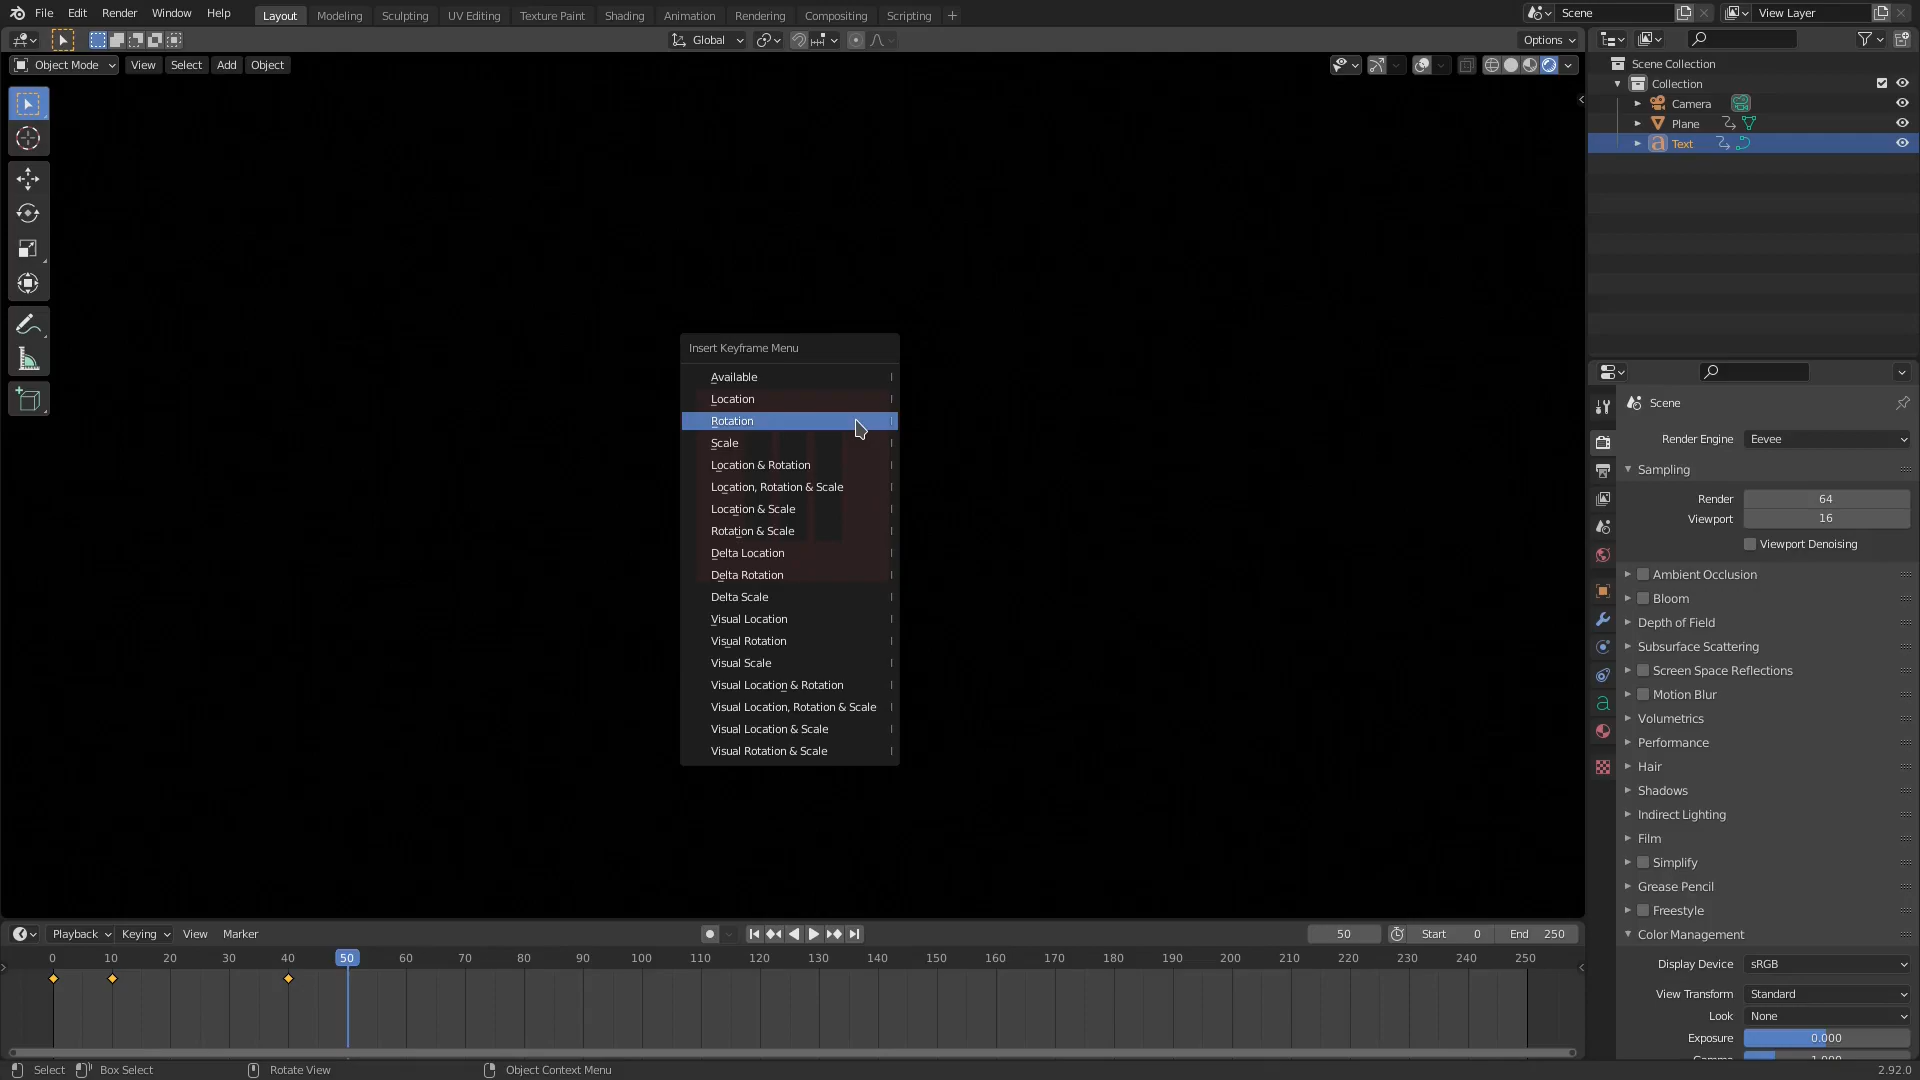 File Edit Render Window Help Layout Modeling Sculpting UV Editing Texture Paint Shading Animation Rendering Compositing Scripting + Scene View Layer
Global Options
Object Mode View Select Add Object
Scene Collection
Collection
Camera
Plane
Text
Insert Keyframe Menu
Available I
Location I
Rotation I
Scale I
Location & Rotation I
Location, Rotation & Scale I
Location & Scale I
Rotation & Scale I
Delta Location I
Delta Rotation I
Delta Scale I
Visual Location I
Visual Rotation I
Visual Scale I
Visual Location & Rotation I
Visual Location, Rotation & Scale I
Visual Location & Scale I
Visual Rotation & Scale I
Scene
Render Engine Eevee
Sampling
Render 64
Viewport 16
Viewport Denoising
Ambient Occlusion
Bloom
Depth of Field
Subsurface Scattering
Screen Space Reflections
Motion Blur
Volumetrics
Performance
Hair
Shadows
Indirect Lighting
Film
Simplify
Grease Pencil
Freestyle
Color Management
Display Device sRGB
View Transform Standard
Look None
Exposure 0.000
Playback Keying View Marker 50 Start 0 End 250
0 10 20 30 40 50 60 70 80 90 100 110 120 130 140 150 160 170 180 190 200 210 220 230 240 250
Select Box Select Rotate View Object Context Menu 2.92.0